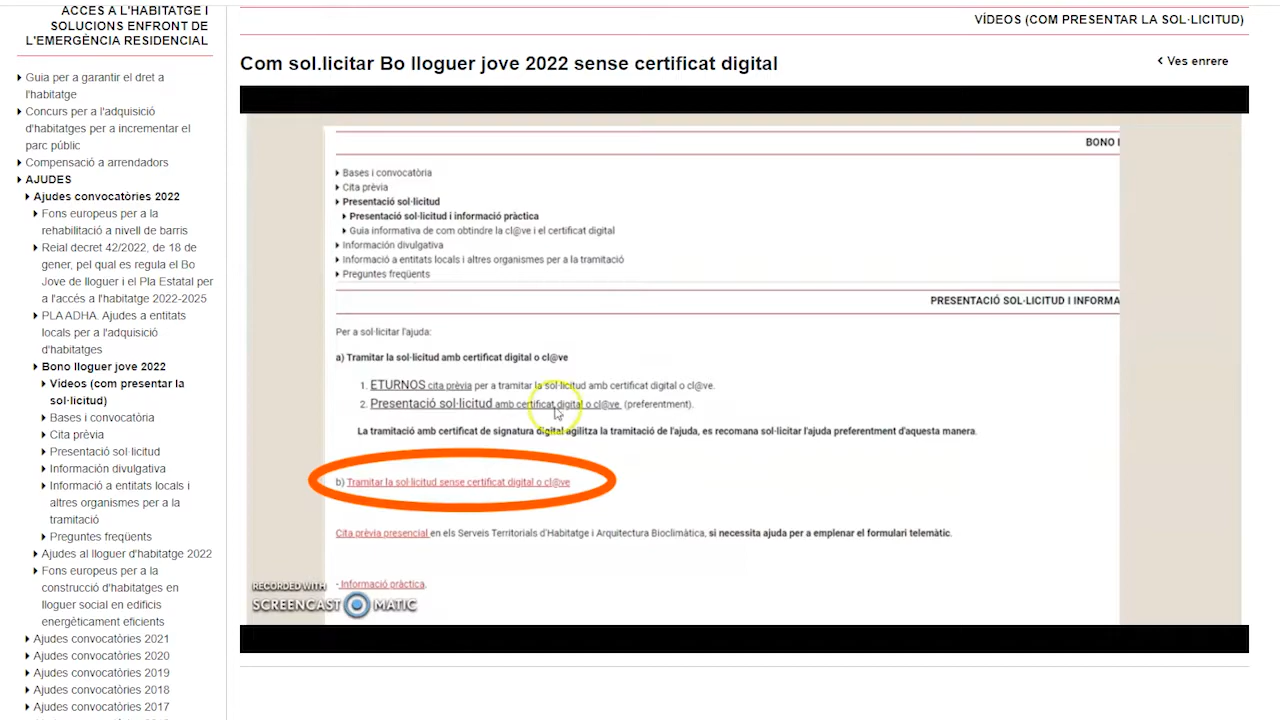 ACCÉS A L'HABITATGE I
SOLUCIONS ENFRONT DE
L'EMERGÈNCIA RESIDENCIAL
Guia per a garantir el dret a
l'habitatge
Concurs per a l'adquisició
d'habitatges per a incrementar el
parc públic
Compensació a arrendadors
AJUDES
Ajudes convocatòries 2022
Fons europeus per a la
rehabilitació a nivell de barris
Reial decret 42/2022, de 18 de
gener, pel qual es regula el Bo
Jove de lloguer i el Pla Estatal per
a l'accés a l'habitatge 2022-2025
PLA ADHA. Ajudes a entitats
locals per a l'adquisició
d'habitatges
Bono lloguer jove 2022
Vídeos (com presentar la
sol·licitud)
Bases i convocatòria
Cita prèvia
Presentació sol·licitud
Información divulgativa
Informació a entitats locals i
altres organismes per a la
tramitació
Preguntes freqüents
Ajudes al lloguer d'habitatge 2022
Fons europeus per a la
construcció d'habitatges en
lloguer social en edificis
energèticament eficients
Ajudes convocatòries 2021
Ajudes convocatòries 2020
Ajudes convocatòries 2019
Ajudes convocatòries 2018
Ajudes convocatòries 2017
VÍDEOS (COM PRESENTAR LA SOL·LICITUD)
Com sol.licitar Bo lloguer jove 2022 sense certificat digital
Ves enrere
BONO
Bases i convocatòria
Cita prèvia
Presentació sol·licitud
Presentació sol·licitud i informació pràctica
Guia informativa de com obtindre la cl@ve i el certificat digital
Información divulgativa
Informació a entitats locals i altres organismes per a la tramitació
Preguntes freqüents
PRESENTACIÓ SOL·LICITUD I INFORMA
Per a sol·licitar l'ajuda:
a) Tramitar la sol·licitud amb certificat digital o cl@ve
1. ETURNOS cita prèvia per a tramitar la sol·licitud amb certificat digital o cl@ve.
2. Presentació sol·licitud amb certificat digital o cl@ve (preferentment).
La tramitació amb certificat de signatura digital agilitza la tramitació de l'ajuda, es recomana sol·licitar l'ajuda preferentment d'aquesta manera.
b) Tramitar la sol·licitud sense certificat digital o cl@ve
Cita prèvia presencial en els Serveis Territorials d'Habitatge i Arquitectura Bioclimàtica, si necessita ajuda per a emplenar el formulari telemàtic.
- Informació pràctica.
RECORDED WITH
SCREENCAST MATIC